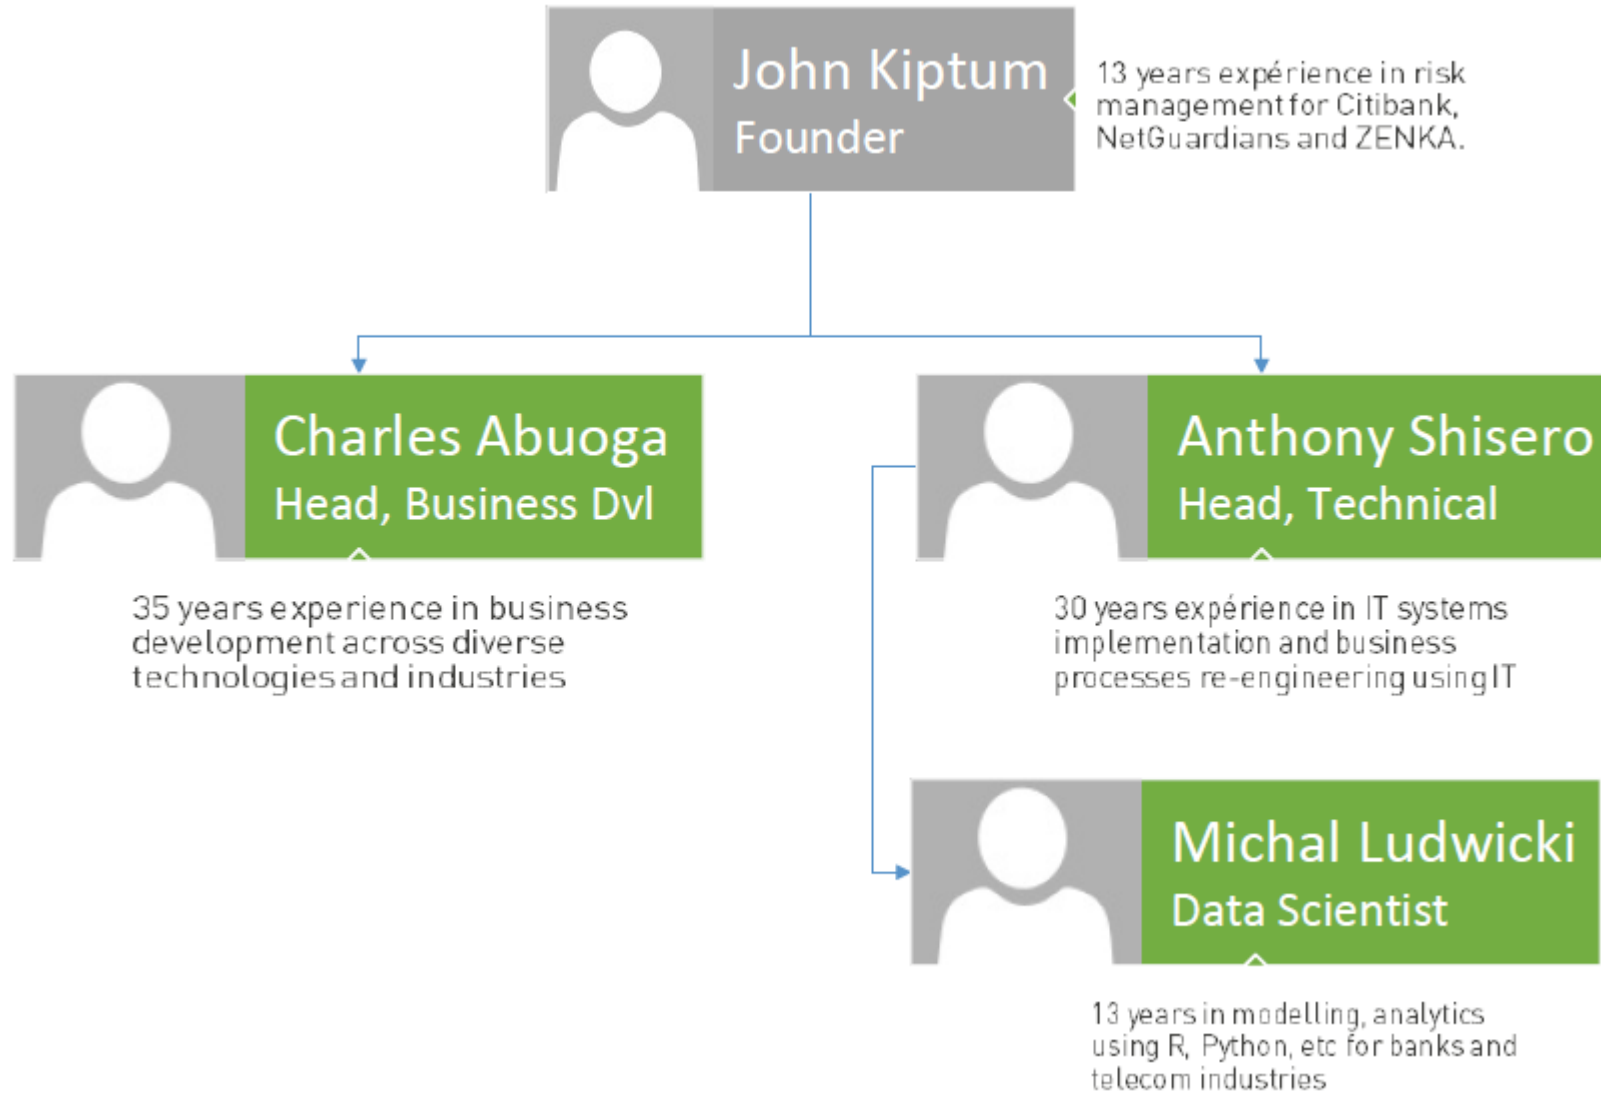 John Kiptum
Founder
13 years expérience in risk
management for Citibank,
NetGuardians and ZENKA.
Charles Abuoga
Head, Business Dvl
35 years experience in business
development across diverse
technologies and industries
Anthony Shisero
Head, Technical
30 years expérience in IT systems
implementation and business
processes re-engineering using IT
Michal Ludwicki
Data Scientist
13 years in modelling, analytics
using R, Python, etc for banks and
telecom industries